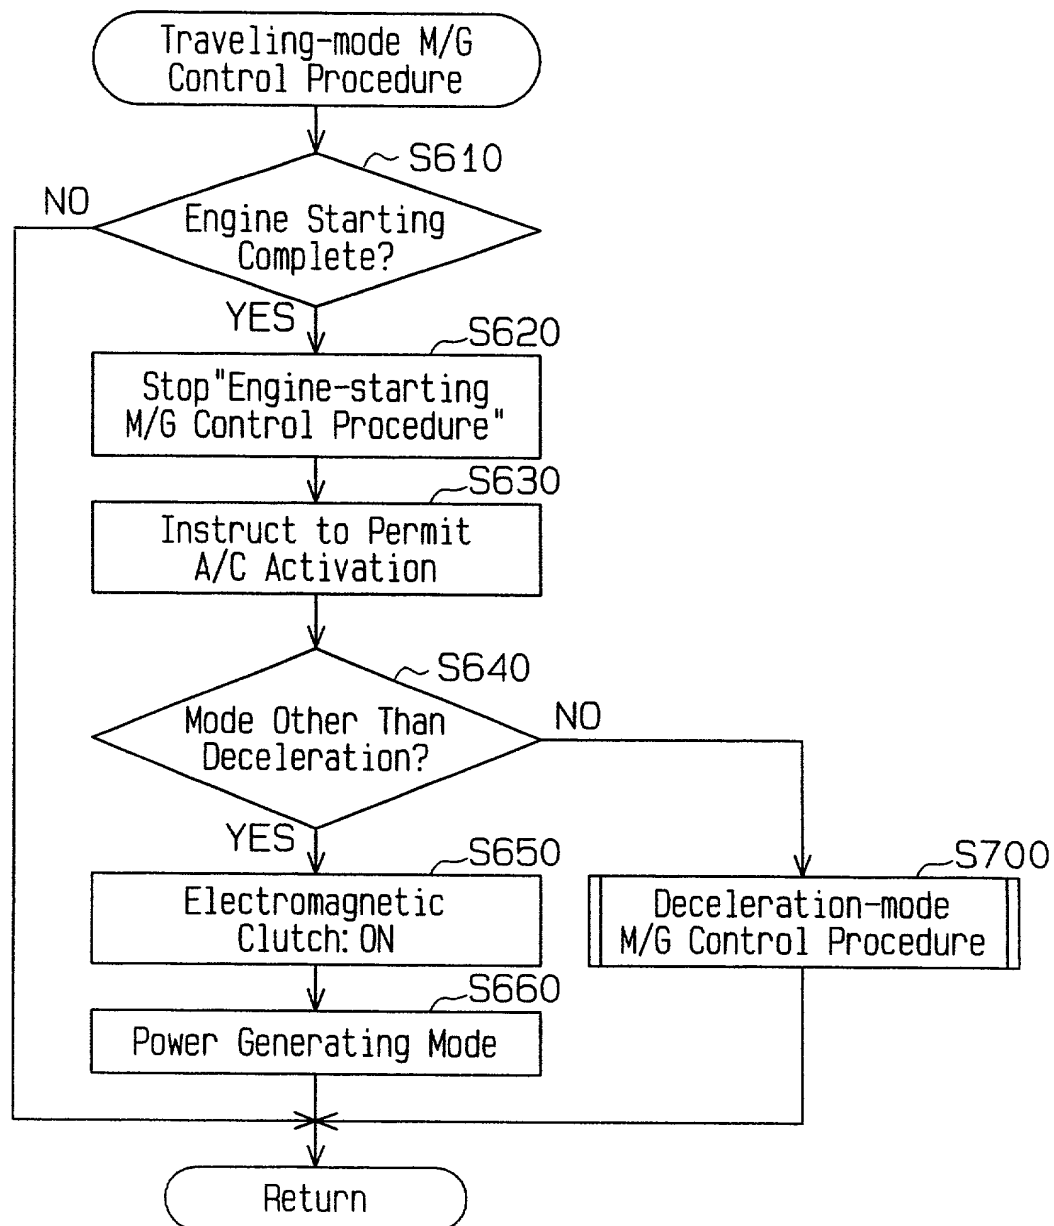 Traveling-mode M/G
Control Procedure
S610
NO
Engine Starting
Complete?
YES
S620
Stop"Engine-starting
M/G Control Procedure"
S630
Instruct to Permit
A/C Activation
S640
Mode Other Than
Deceleration?
NO
YES
S650
Electromagnetic
Clutch: ON
S700
Deceleration-mode
M/G Control Procedure
S660
Power Generating Mode
Return